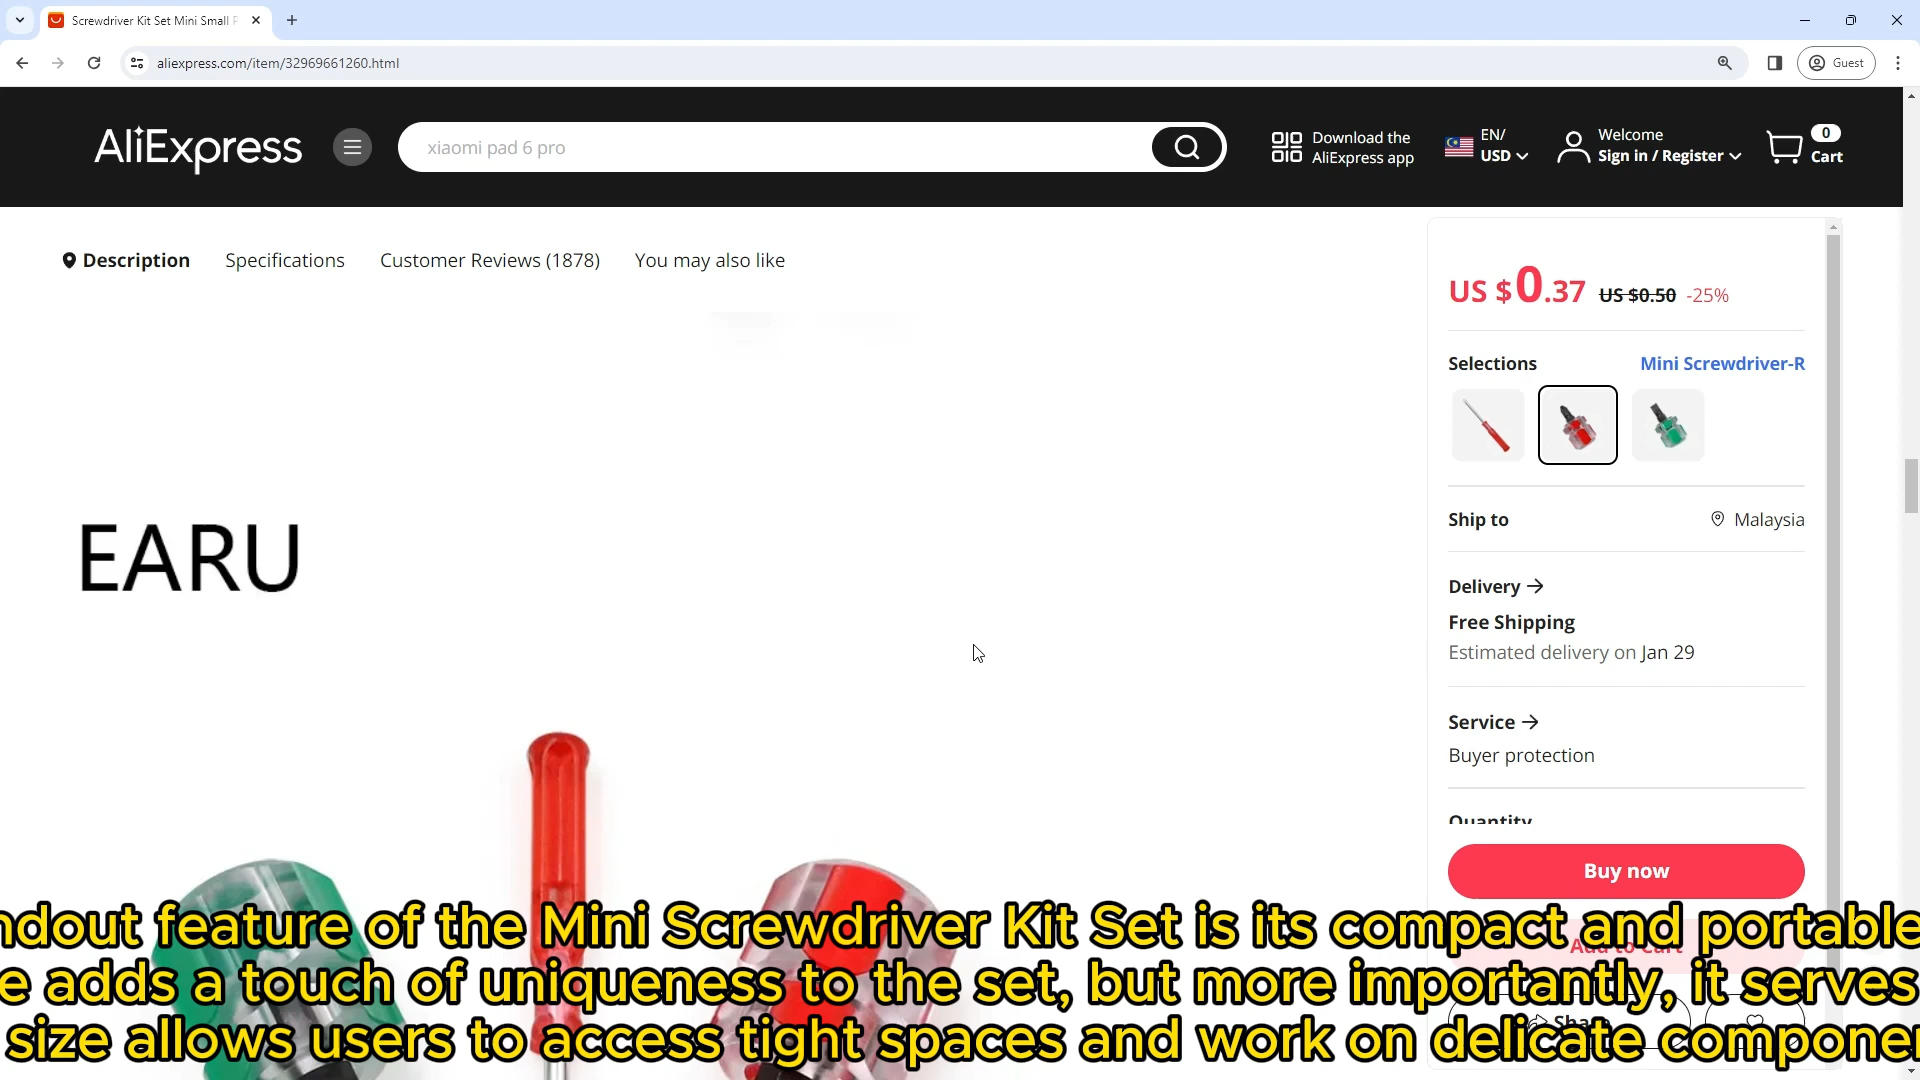 Screwdriver Kit Set Mini Small
aliexpress.com/item/32969661260.html
Guest
AliExpress
xiaomi pad 6 pro
Download the
AliExpress app
EN/
USD
Welcome
Sign in / Register
0
Cart
Description
Specifications
Customer Reviews (1878)
You may also like
US $0.37 US $0.50 -25%
Selections
Mini Screwdriver-R
Ship to
Malaysia
Delivery
Free Shipping
Estimated delivery on Jan 29
Service
Buyer protection
Quantity
Buy now
Add to Cart
Share
EARU
ndout feature of the Mini Screwdriver Kit Set is its compact and portable
e adds a touch of uniqueness to the set, but more importantly, it serves
size allows users to access tight spaces and work on delicate componen